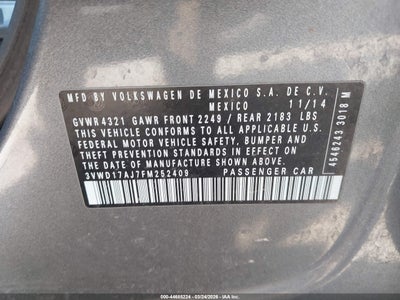 MFD BY VOLKSWAGEN DE MEXICO S.A. DE C.V.
MEXICO 11/14
GVWR 4321 GAWR FRONT 2249 / REAR 2183 LBS
THIS VEHICLE CONFORMS TO ALL APPLICABLE U.S.
FEDERAL MOTOR VEHICLE SAFETY, BUMPER AND
THEFT PREVENTION STANDARDS IN EFFECT ON
THE DATE OF MANUFACTURE SHOWN ABOVE.
3VWD17AJ7FM252409 PASSENGER CAR
4546243 3018 M
000-44685224 - 03/24/2026 - IAA, Inc.